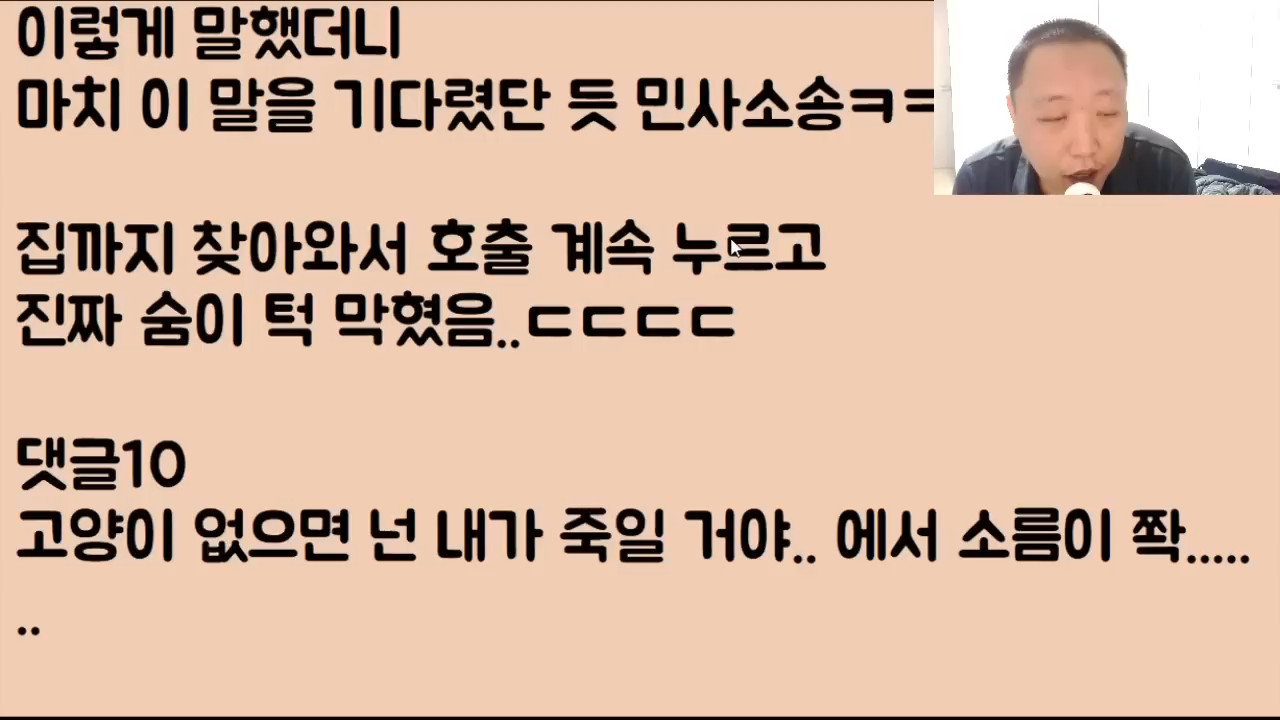 이렇게 말했더니
마치 이 말을 기다렸단 듯 민사소송ㅋㅋ
집까지 찾아와서 호출 계속 누르고
진짜 숨이 턱 막혔음..ㄷㄷㄷㄷ
댓글10
고양이 없으면 넌 내가 죽일 거야.. 에서 소름이 쫙.....
..